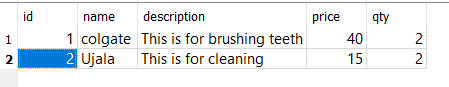 id name description price qty
1 1 colgate This is for brushing teeth 40 2
2 2 Ujala This is for cleaning 15 2